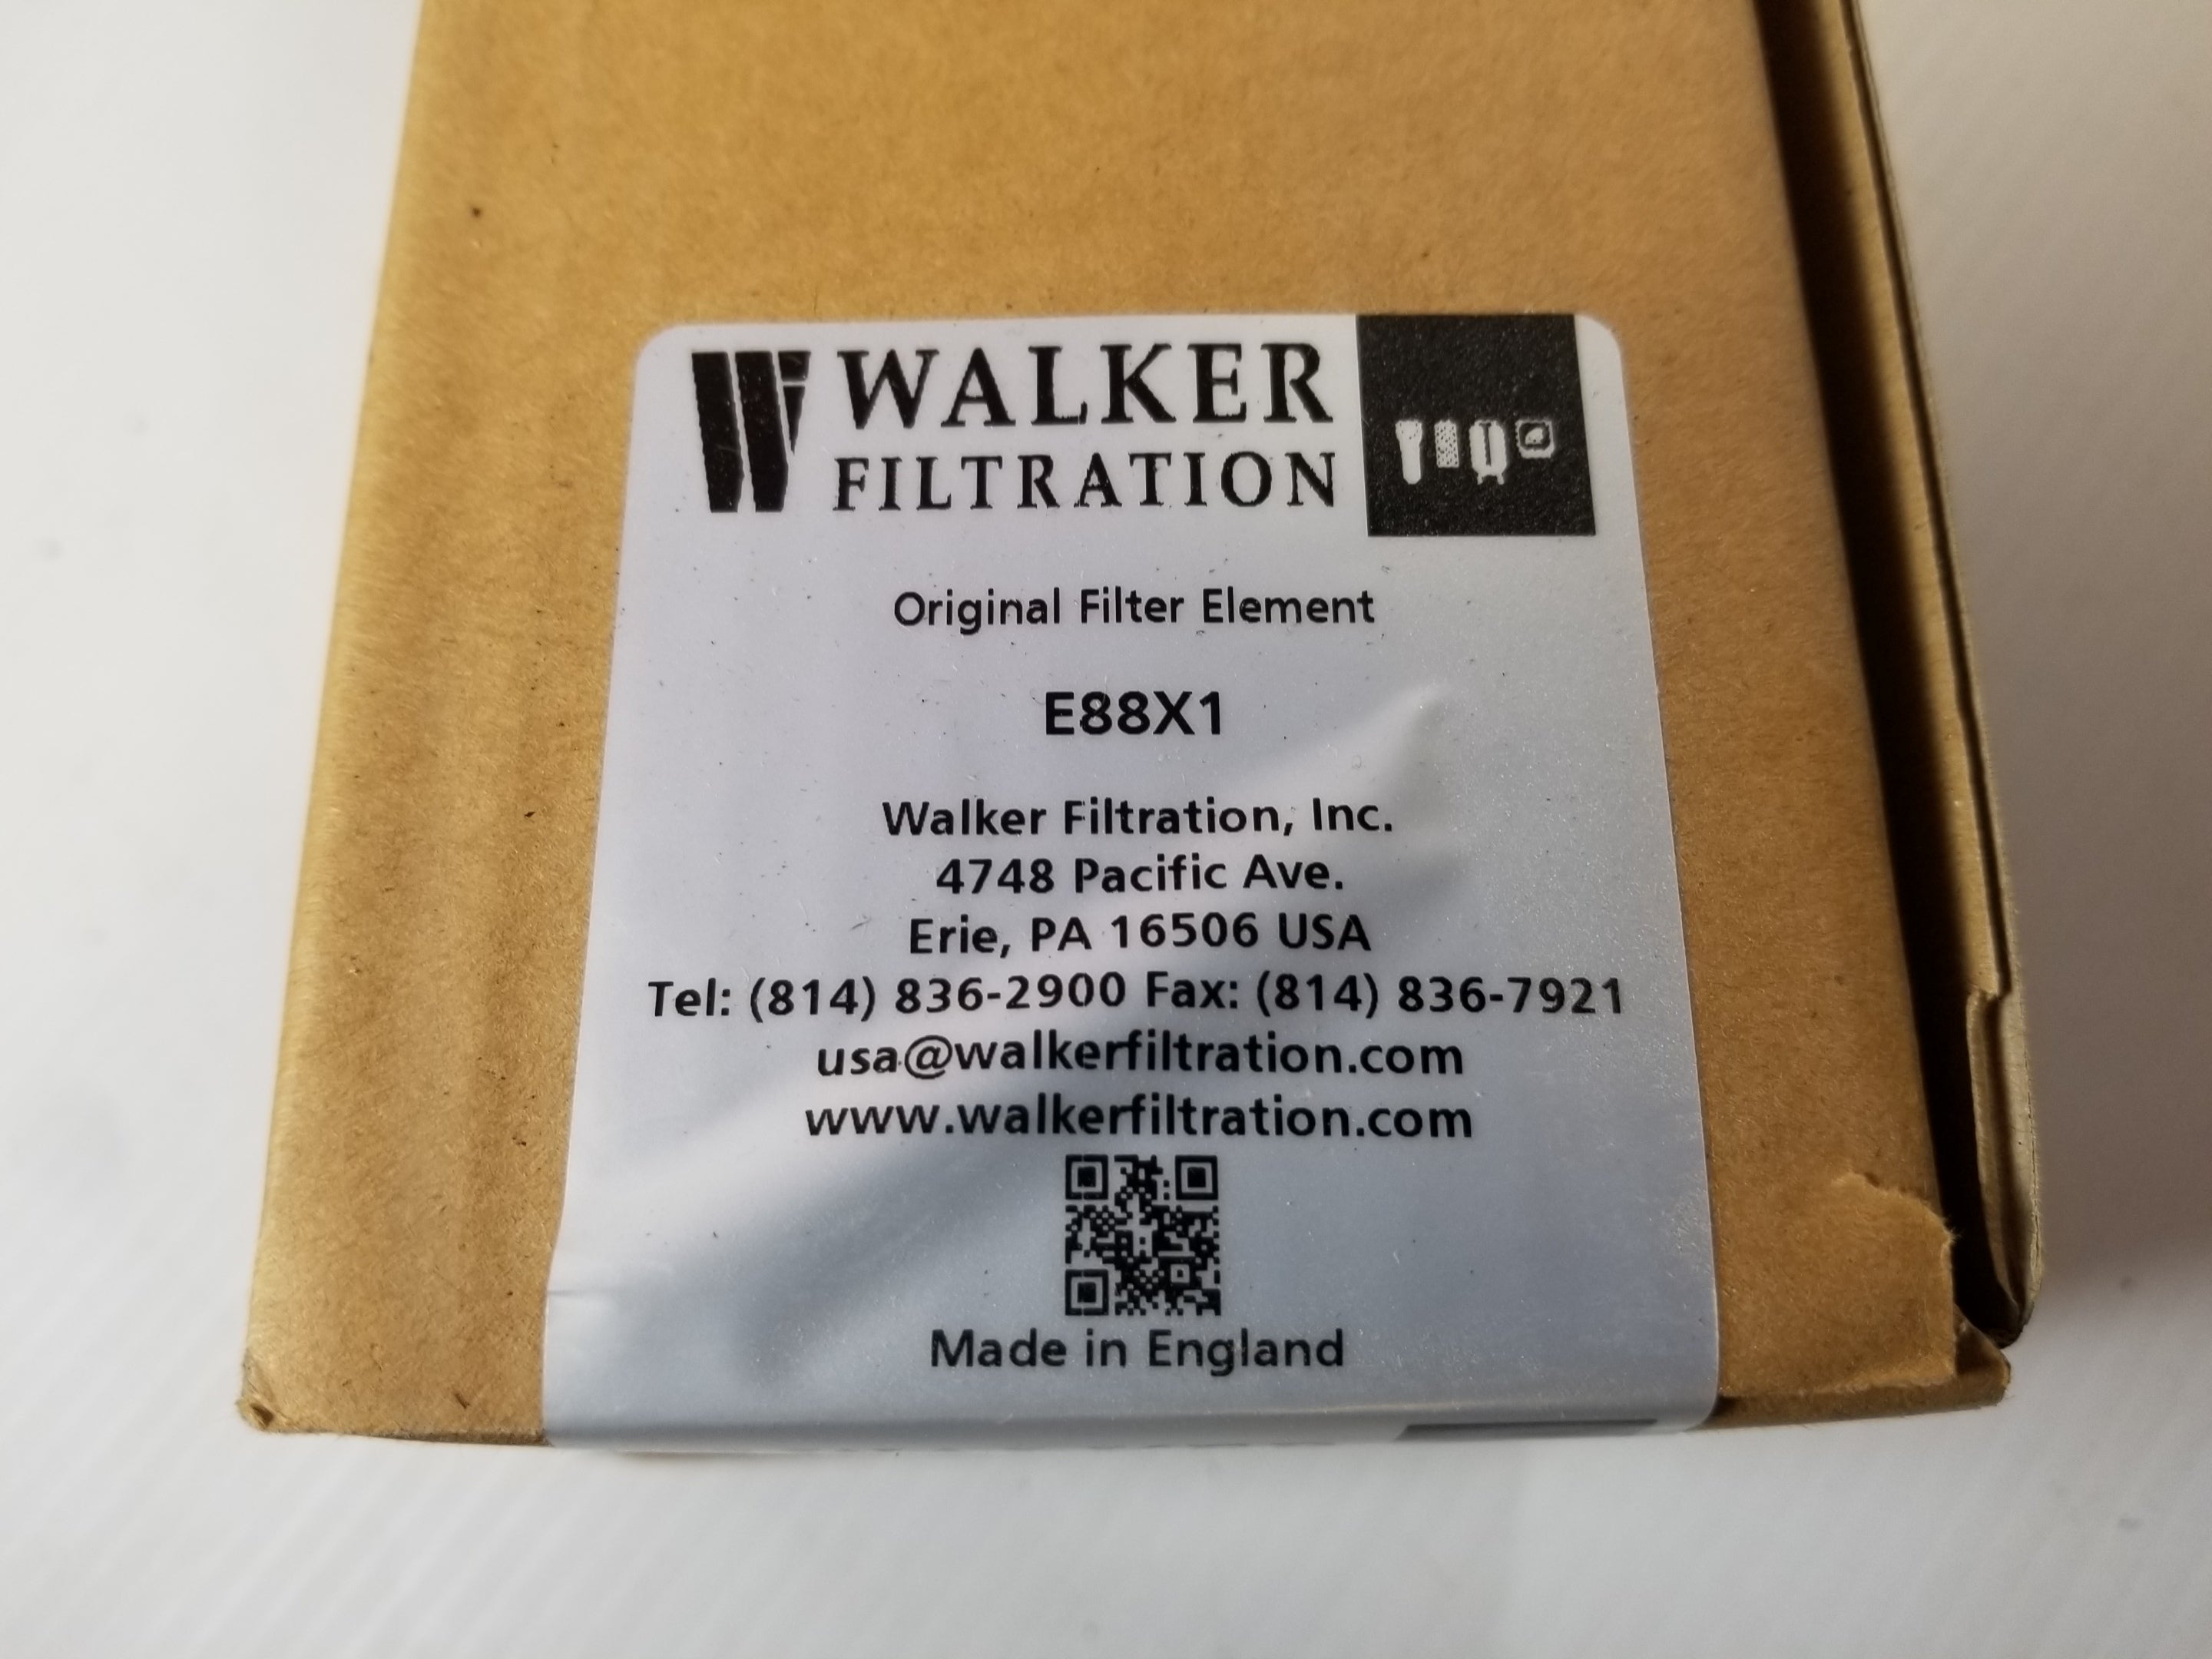 WALKER
FILTRATION
Original Filter Element
E88X1
Walker Filtration, Inc.
4748 Pacific Ave.
Erie, PA 16506 USA
Tel: (814) 836-2900 Fax: (814) 836-7921
usa@walkerfiltration.com
www.walkerfiltration.com
Made in England